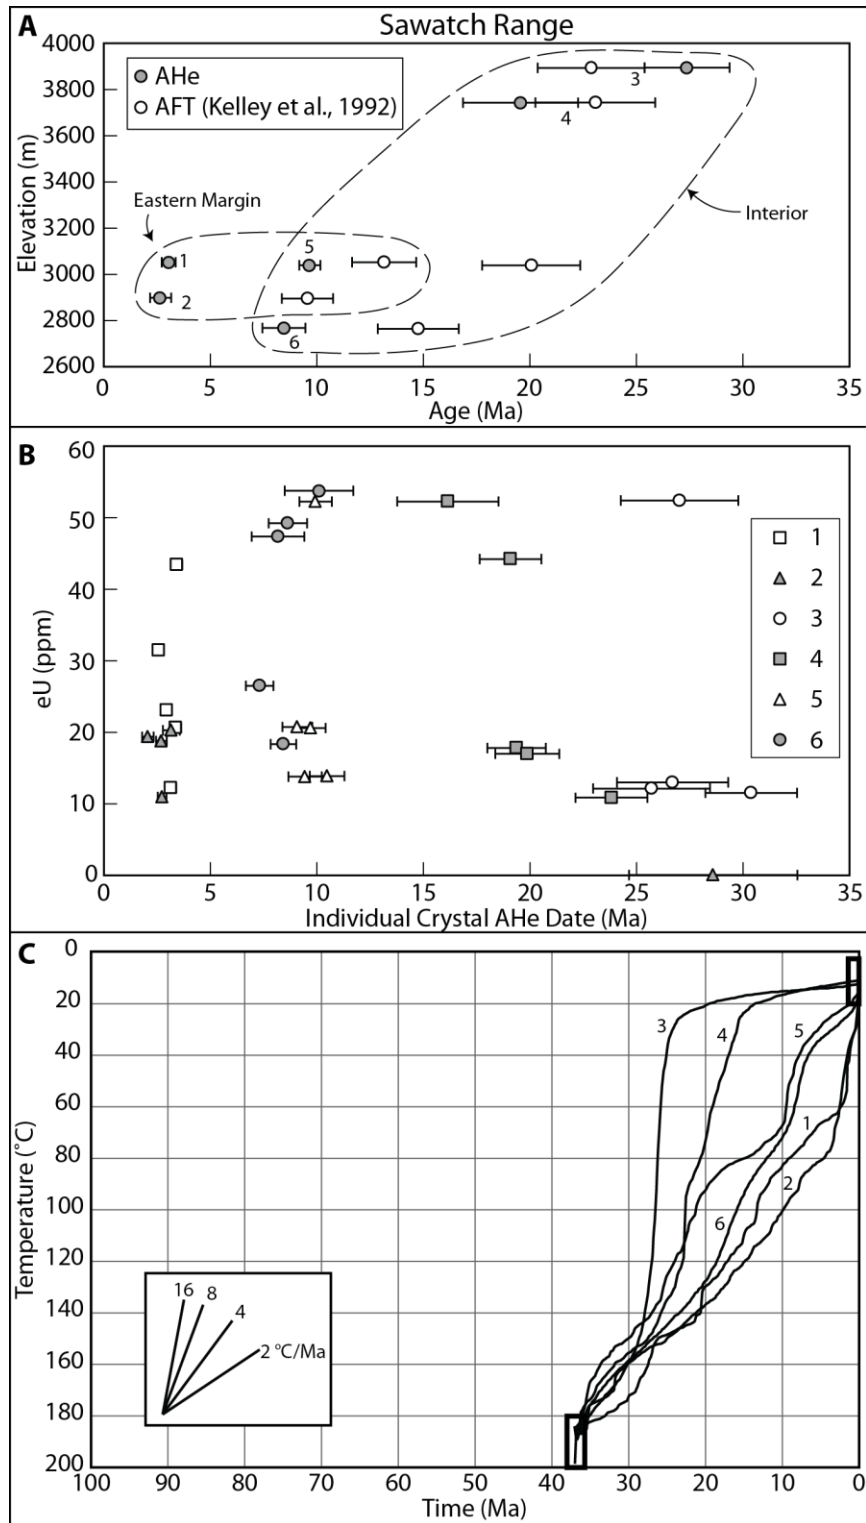 A
Sawatch Range
4000
3800
3600
3400
3200
3000
2800
2600
Elevation (m)
AHe
AFT (Kelley et al., 1992)
3
4
Eastern Margin
Interior
1
5
2
6
0 5 10 15 20 25 30 35
Age (Ma)
B
60
50
40
30
20
10
0
eU (ppm)
1
2
3
4
5
6
0 5 10 15 20 25 30 35
Individual Crystal AHe Date (Ma)
C
0
20
40
60
80
100
120
140
160
180
200
Temperature (˚C)
3
4
5
1
2
6
16
8
4
2 °C/Ma
100 90 80 70 60 50 40 30 20 10 0
Time (Ma)